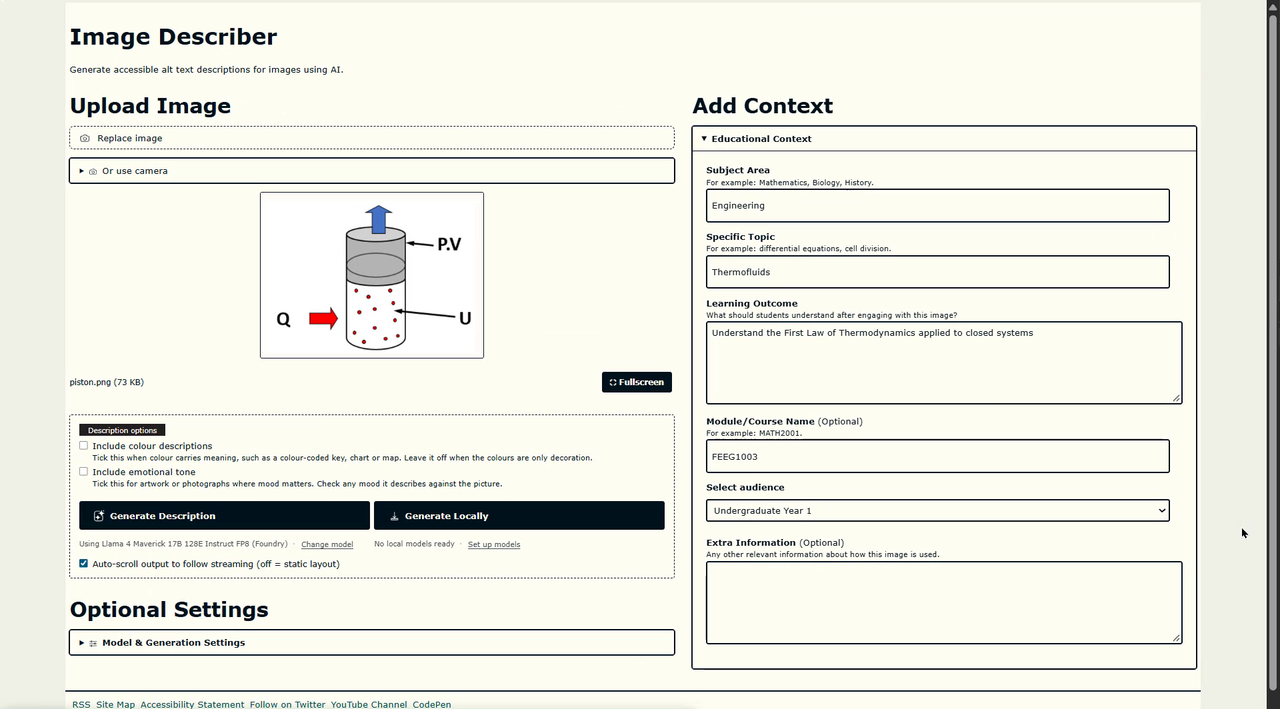 Image Describer
Generate accessible alt text descriptions for images using AI.
Upload Image
Replace image
Or use camera
P.V
Q
U
piston.png (73 KB)
Fullscreen
Description options
Include colour descriptions
Tick this when colour carries meaning, such as a colour-coded key, chart or map. Leave it off when the colours are only decoration.
Include emotional tone
Tick this for artwork or photographs where mood matters. Check any mood it describes against the picture.
Generate Description
Generate Locally
Using Llama 4 Maverick 17B 128E Instruct FP8 (Foundry) · Change model
No local models ready · Set up models
Auto-scroll output to follow streaming (off = static layout)
Optional Settings
Model & Generation Settings
Add Context
Educational Context
Subject Area
For example: Mathematics, Biology, History.
Engineering
Specific Topic
For example: differential equations, cell division.
Thermofluids
Learning Outcome
What should students understand after engaging with this image?
Understand the First Law of Thermodynamics applied to closed systems
Module/Course Name (Optional)
For example: MATH2001.
FEEG1003
Select audience
Undergraduate Year 1
Extra Information (Optional)
Any other relevant information about how this image is used.
RSS Site Map Accessibility Statement Follow on Twitter YouTube Channel CodePen